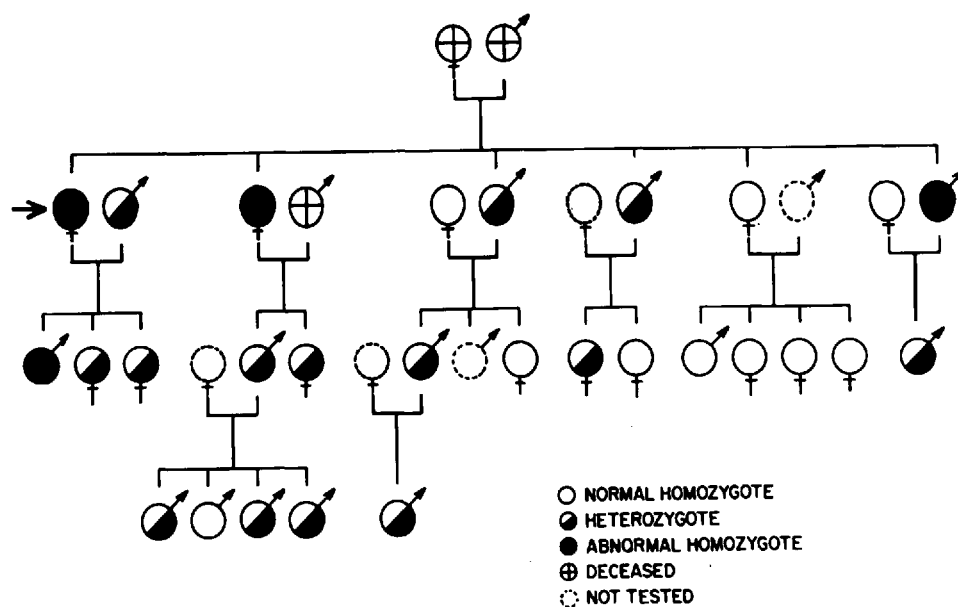 NORMAL HOMOZYGOTE
HETEROZYGOTE
ABNORMAL HOMOZYGOTE
DECEASED
NOT TESTED